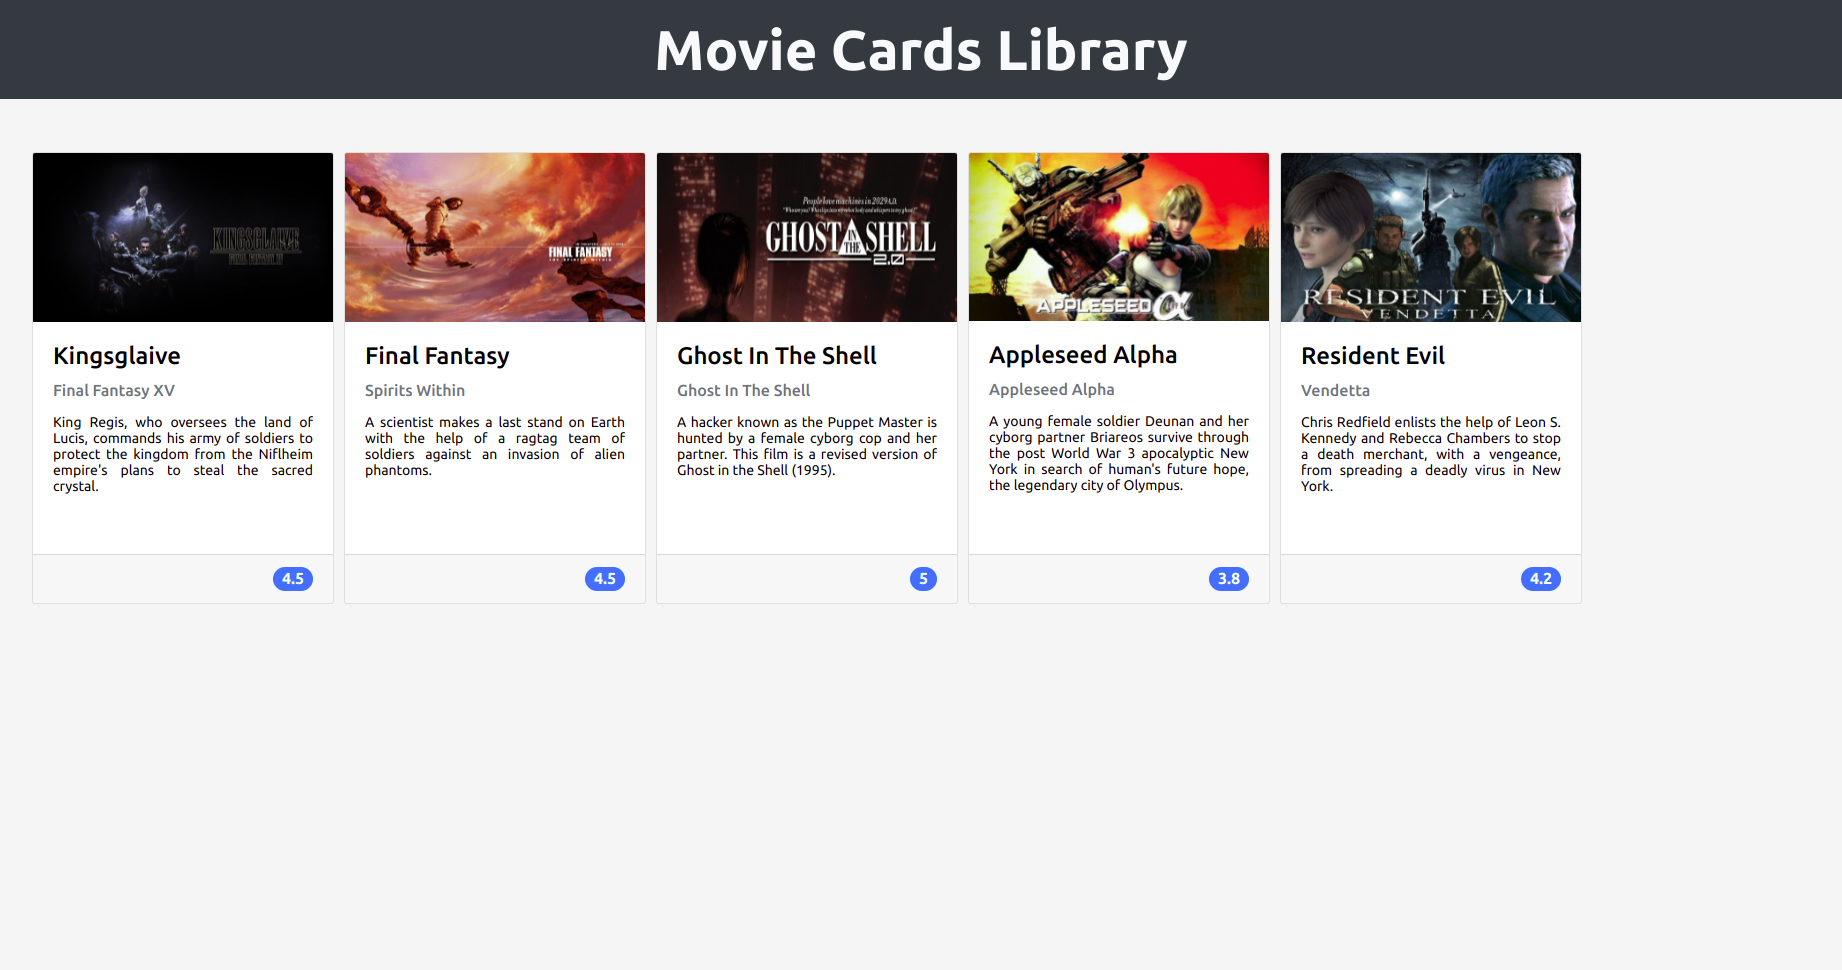 Movie Cards Library
KINGSGLAIVE
FINAL FANTASY XV
Kingsglaive
Final Fantasy XV
King Regis, who oversees the land of
Lucis, commands his army of soldiers to
protect the kingdom from the Niflheim
empire's plans to steal the sacred
crystal.
4.5
FINAL FANTASY
THE SPIRITS WITHIN
Final Fantasy
Spirits Within
A scientist makes a last stand on Earth
with the help of a ragtag team of
soldiers against an invasion of alien
phantoms.
4.5
People love machines in 2029 A.D.
GHOST IN THE SHELL
2.0
Ghost In The Shell
Ghost In The Shell
A hacker known as the Puppet Master is
hunted by a female cyborg cop and her
partner. This film is a revised version of
Ghost in the Shell (1995).
5
APPLESEED α
Appleseed Alpha
Appleseed Alpha
A young female soldier Deunan and her
cyborg partner Briareos survive through
the post World War 3 apocalyptic New
York in search of human's future hope,
the legendary city of Olympus.
3.8
RESIDENT EVIL
VENDETTA
Resident Evil
Vendetta
Chris Redfield enlists the help of Leon S.
Kennedy and Rebecca Chambers to stop
a death merchant, with a vengeance,
from spreading a deadly virus in New
York.
4.2